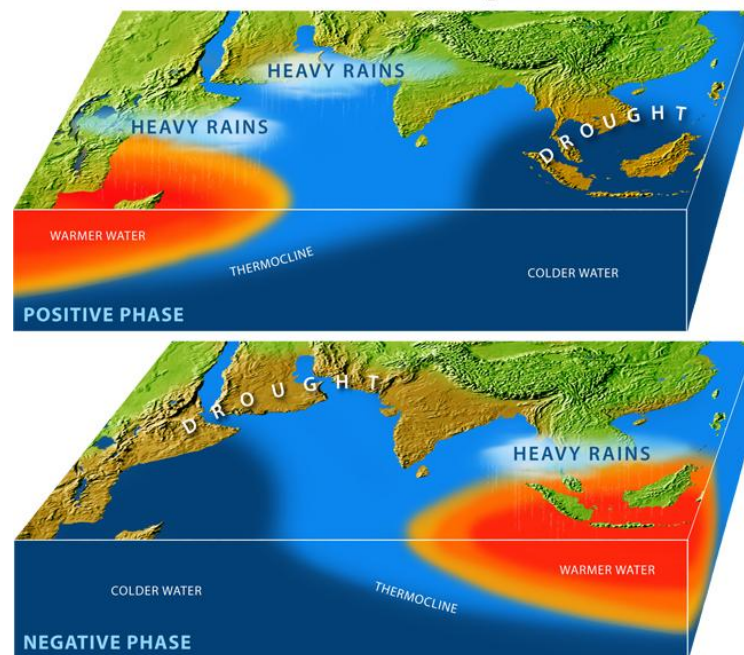 HEAVY RAINS
HEAVY RAINS
DROUGHT
WARMER WATER
THERMOCLINE
COLDER WATER
POSITIVE PHASE
DROUGHT
HEAVY RAINS
COLDER WATER
THERMOCLINE
WARMER WATER
NEGATIVE PHASE